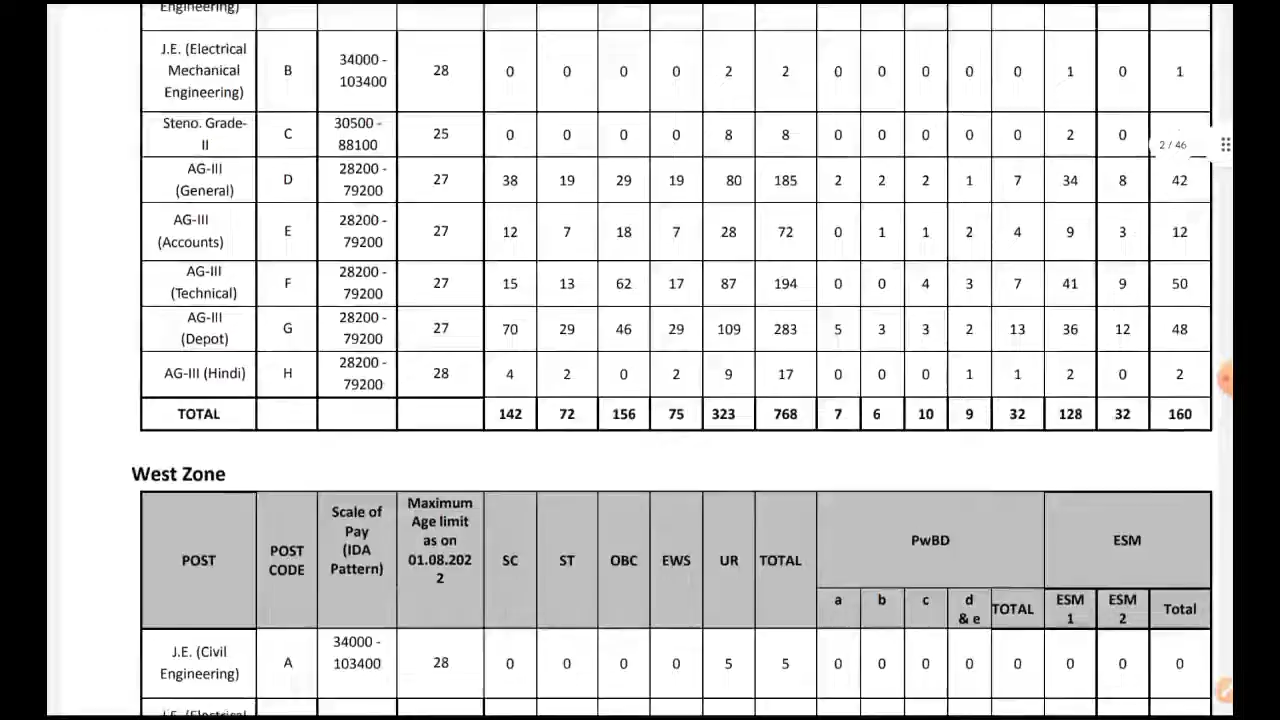 Engineering)
J.E. (Electrical Mechanical Engineering) B 34000 - 103400 28 0 0 0 0 2 2 0 0 0 0 0 1 0 1
Steno. Grade-II C 30500 - 88100 25 0 0 0 0 8 8 0 0 0 0 0 2 0
2 / 46
AG-III (General) D 28200 - 79200 27 38 19 29 19 80 185 2 2 2 1 7 34 8 42
AG-III (Accounts) E 28200 - 79200 27 12 7 18 7 28 72 0 1 1 2 4 9 3 12
AG-III (Technical) F 28200 - 79200 27 15 13 62 17 87 194 0 0 4 3 7 41 9 50
AG-III (Depot) G 28200 - 79200 27 70 29 46 29 109 283 5 3 3 2 13 36 12 48
AG-III (Hindi) H 28200 - 79200 28 4 2 0 2 9 17 0 0 0 1 1 2 0 2
TOTAL 142 72 156 75 323 768 7 6 10 9 32 128 32 160
West Zone
POST POST CODE Scale of Pay (IDA Pattern) Maximum Age limit as on 01.08.2022 SC ST OBC EWS UR TOTAL PwBD ESM
a b c d & e TOTAL ESM 1 ESM 2 Total
J.E. (Civil Engineering) A 34000 - 103400 28 0 0 0 0 5 5 0 0 0 0 0 0 0 0
J.E. (Electrical